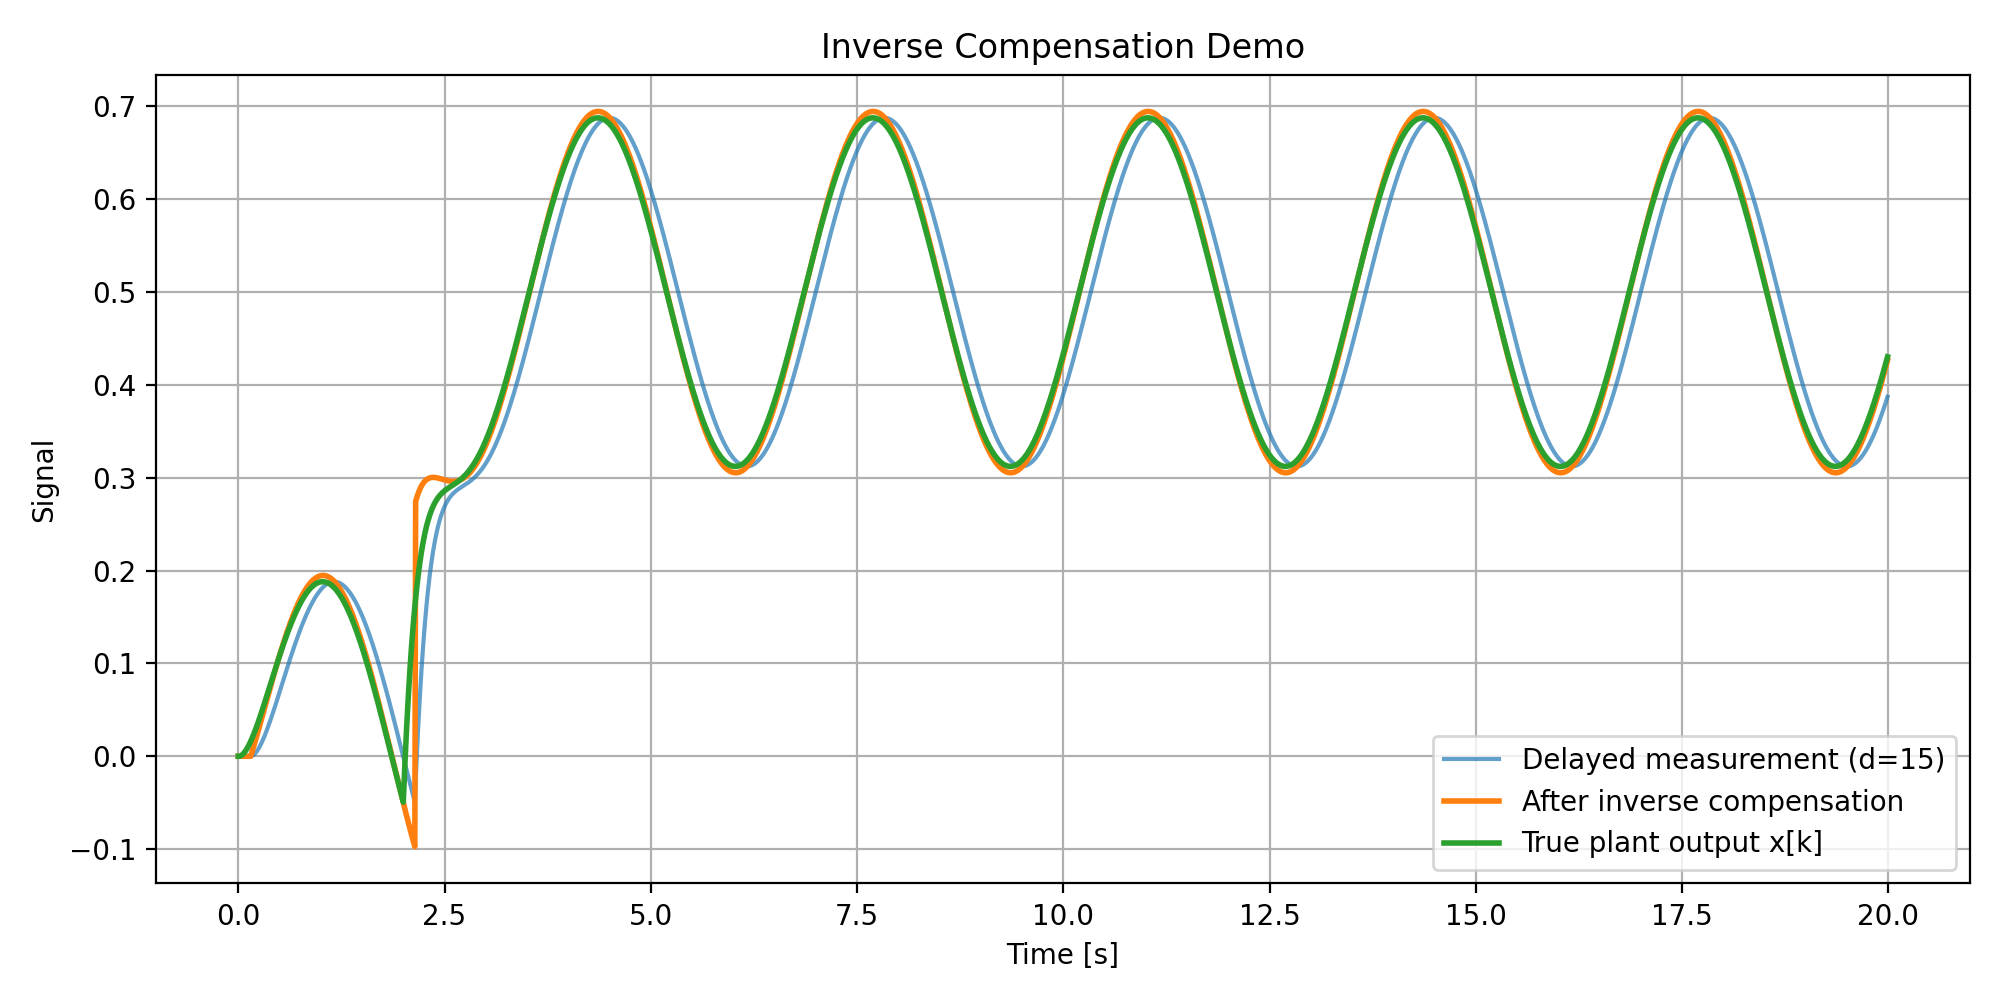 Inverse Compensation Demo
Signal
0.7
0.6
0.5
0.4
0.3
0.2
0.1
0.0
−0.1
Delayed measurement (d=15)
After inverse compensation
True plant output x[k]
0.0 2.5 5.0 7.5 10.0 12.5 15.0 17.5 20.0
Time [s]